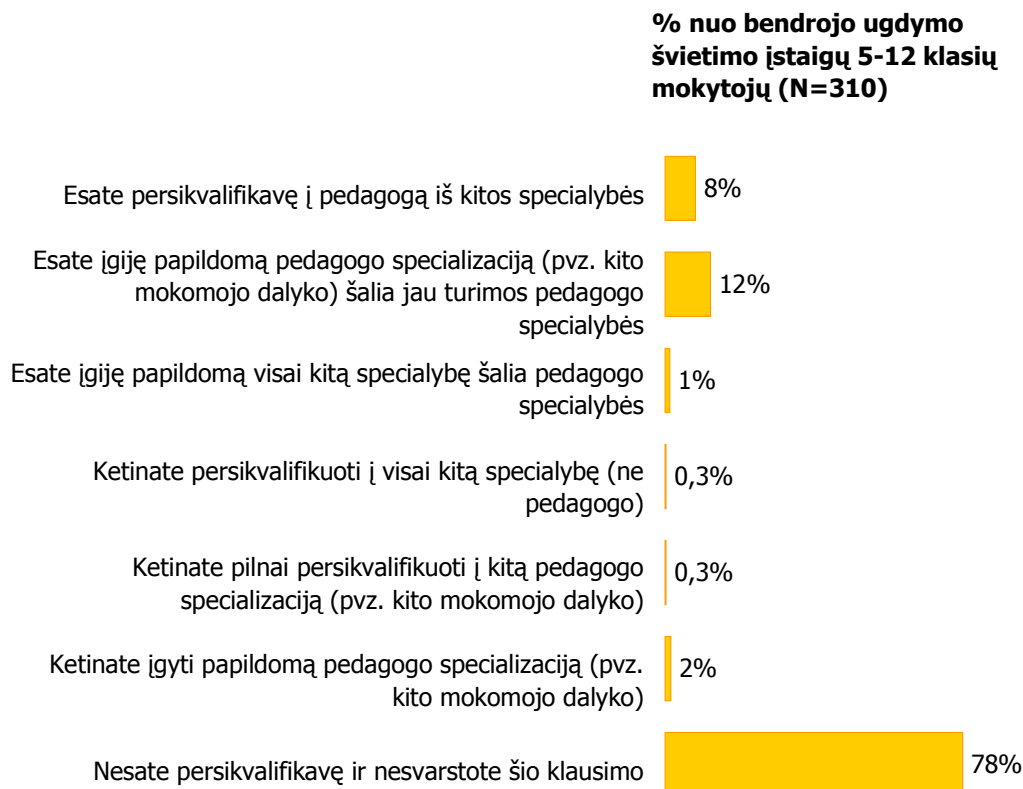 % nuo bendrojo ugdymo
švietimo įstaigų 5-12 klasių
mokytojų (N=310)
Esate persikvalifikavę į pedagogą iš kitos specialybės
8%
Esate įgiję papildomą pedagogo specializaciją (pvz. kito
mokomojo dalyko) šalia jau turimos pedagogo
specialybės
12%
Esate įgiję papildomą visai kitą specialybę šalia pedagogo
specialybės
1%
Ketinate persikvalifikuoti į visai kitą specialybę (ne
pedagogo)
0,3%
Ketinate pilnai persikvalifikuoti į kitą pedagogo
specializaciją (pvz. kito mokomojo dalyko)
0,3%
Ketinate įgyti papildomą pedagogo specializaciją (pvz.
kito mokomojo dalyko)
2%
Nesate persikvalifikavę ir nesvarstote šio klausimo
78%